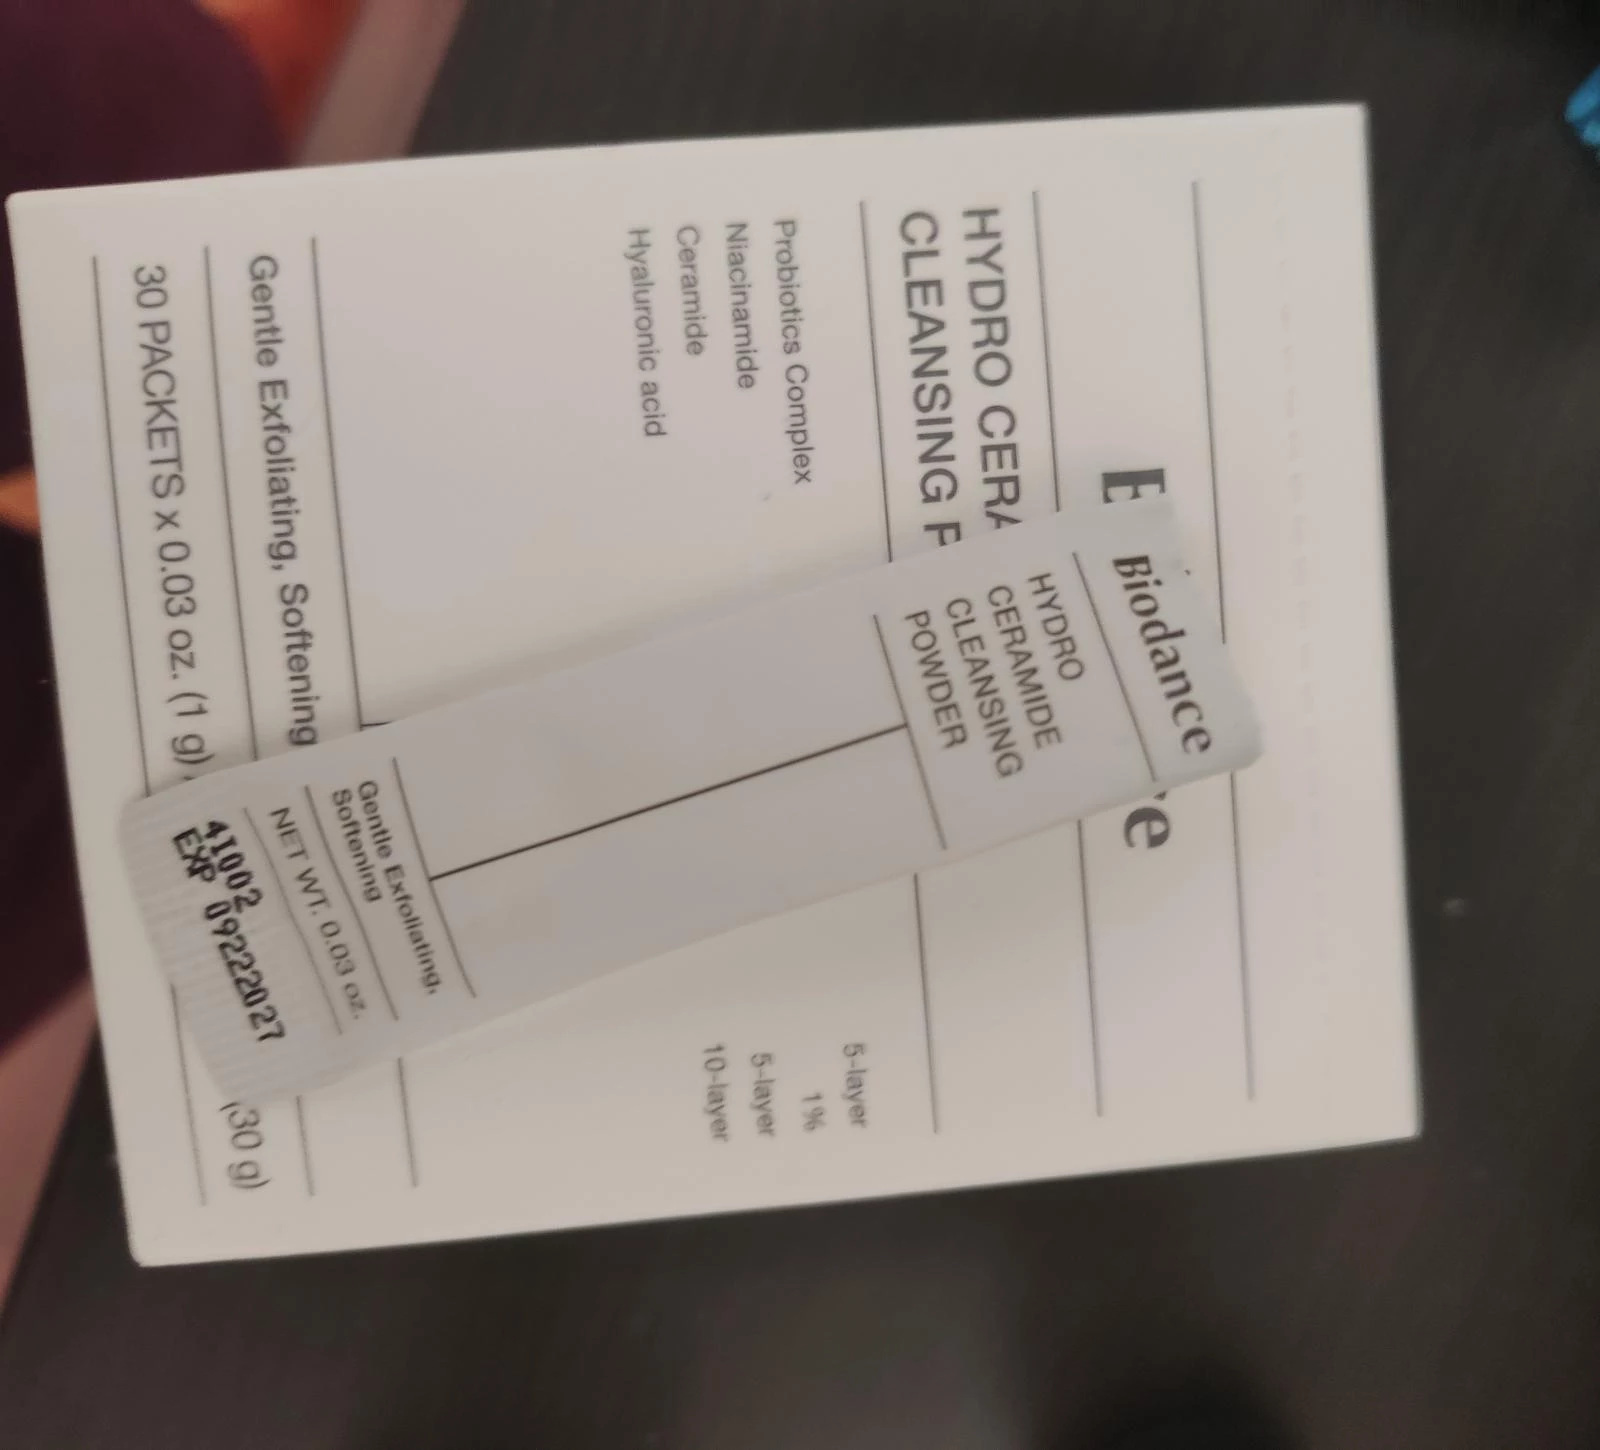 Biodance
HYDRO
CERAMIDE
CLEANSING
POWDER
Gentle Exfoliating,
Softening
NET WT. 0.03 oz.
41002
EXP 09222027
HYDRO CERA
CLEANSING P
Probiotics Complex 5-layer
Niacinamide 1%
Ceramide 5-layer
Hyaluronic acid 10-layer
Gentle Exfoliating, Softening
30 PACKETS x 0.03 oz. (1 g) (30 g)